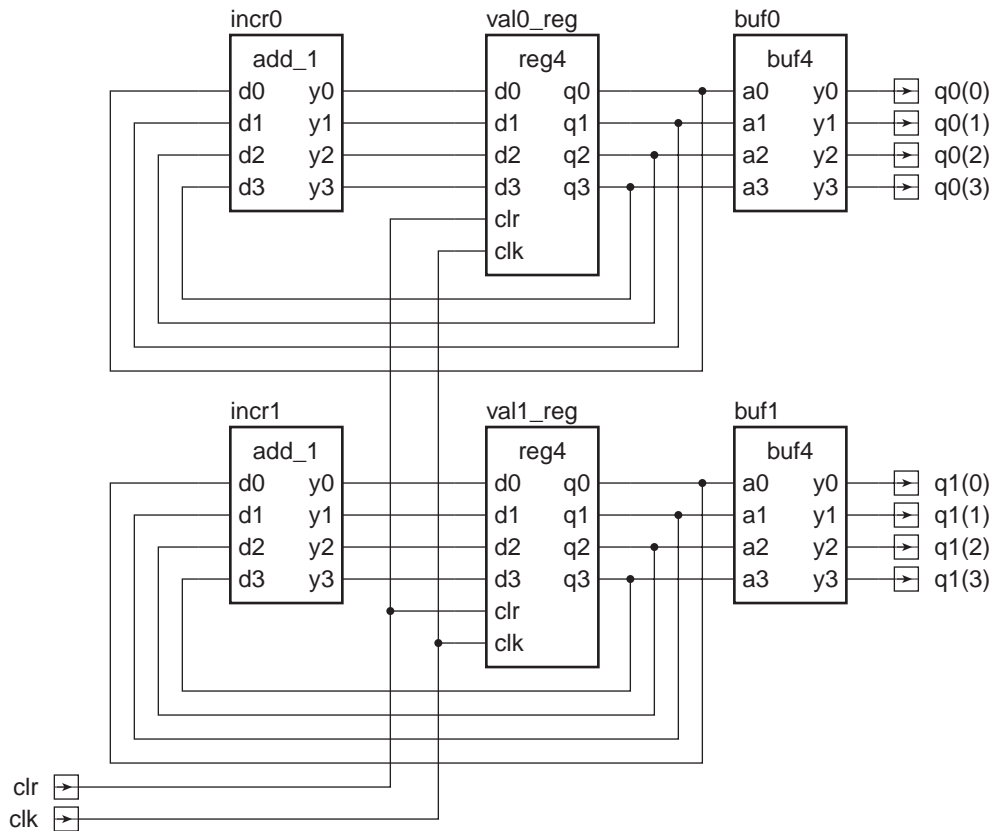 incr0 val0_reg buf0
add_1 reg4 buf4
d0 y0 d0 q0 a0 y0 q0(0)
d1 y1 d1 q1 a1 y1 q0(1)
d2 y2 d2 q2 a2 y2 q0(2)
d3 y3 d3 q3 a3 y3 q0(3)
clr
clk
incr1 val1_reg buf1
add_1 reg4 buf4
d0 y0 d0 q0 a0 y0 q1(0)
d1 y1 d1 q1 a1 y1 q1(1)
d2 y2 d2 q2 a2 y2 q1(2)
d3 y3 d3 q3 a3 y3 q1(3)
clr
clk
clr
clk